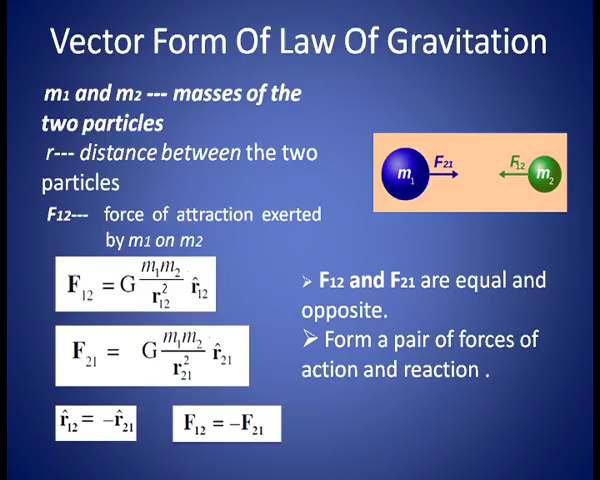 Vector Form Of Law Of Gravitation
m1 and m2 --- masses of the
two particles
r--- distance between the two
particles
F12--- force of attraction exerted
by m1 on m2
m1 F21 F12 m2
F12 = G m1m2 / r12² r̂12
F21 = G m1m2 / r21² r̂21
r̂12 = –r̂21
F12 = –F21
➢ F12 and F21 are equal and
opposite.
➢ Form a pair of forces of
action and reaction .